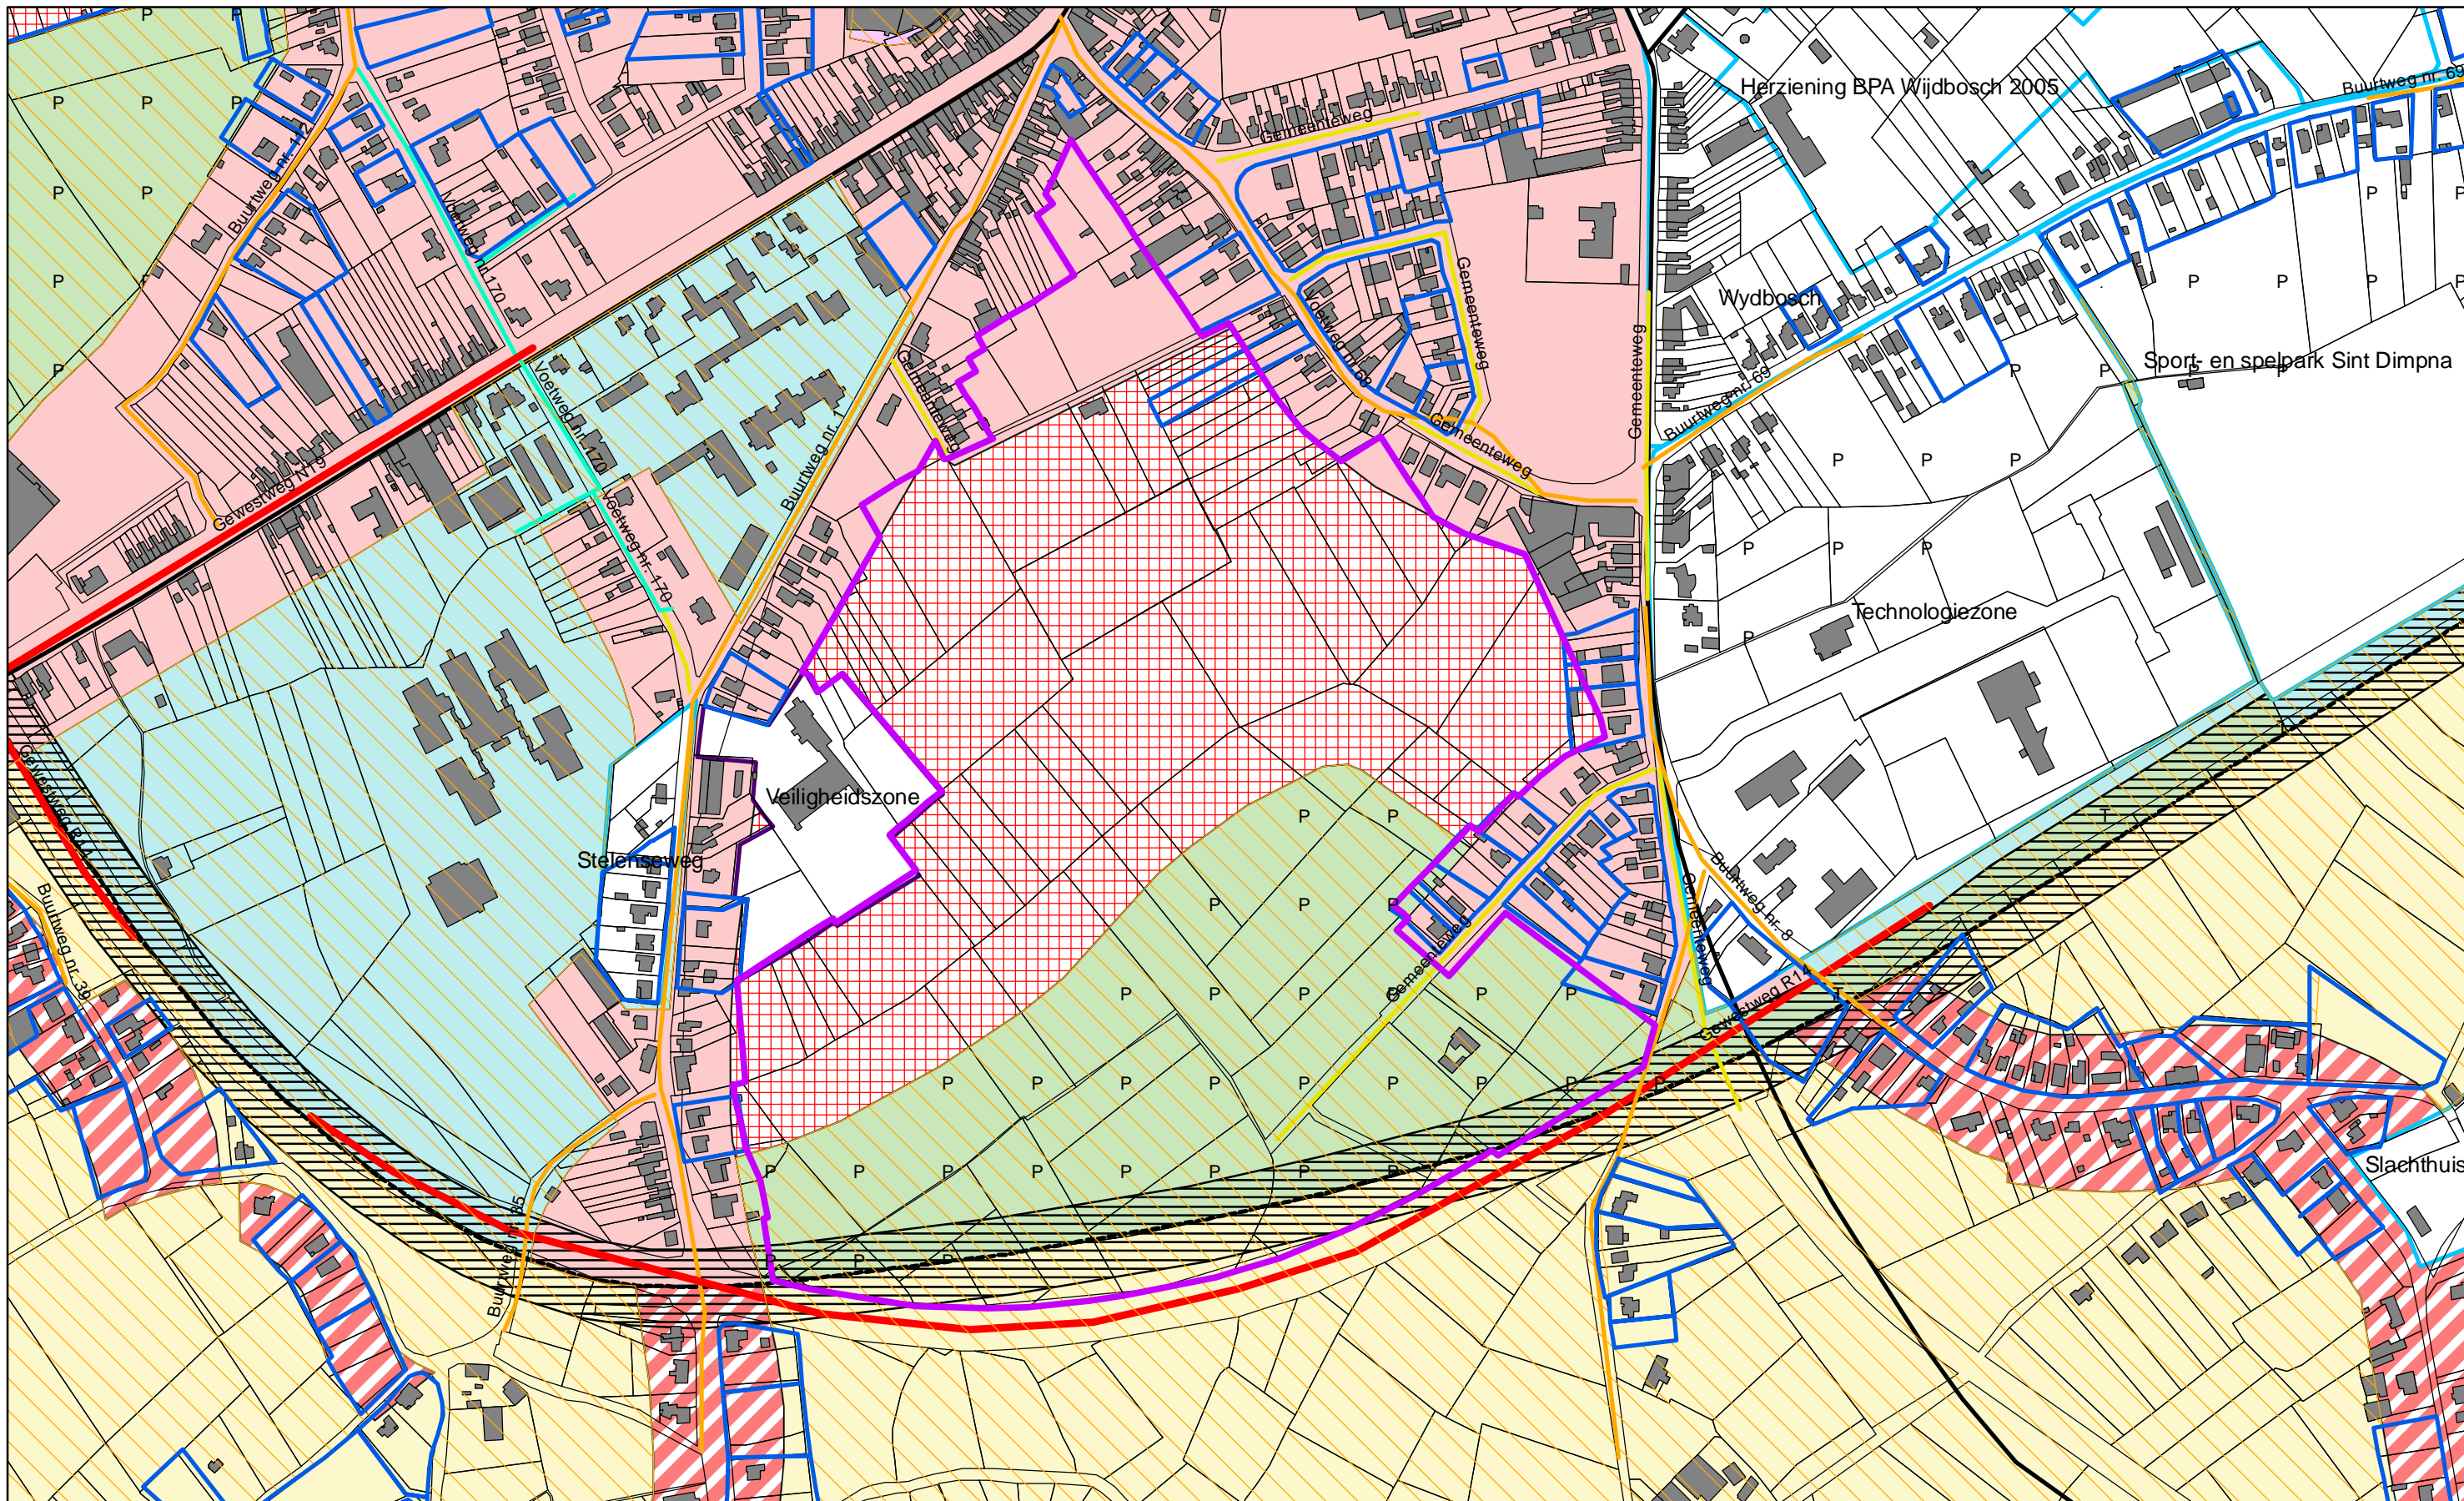 Herziening BPA Wijdbosch 2005
Buurtweg nr. 69
Gemeenteweg
Buurtweg nr. 112
Voetweg nr. 170
Wydbosch
Gemeenteweg
Voetweg nr. 68
Gemeenteweg
Sport- en spelpark Sint Dimpna
Gemeenteweg
Voetweg nr. 170
Buurtweg nr. 69
Gemeenteweg
Buurtweg nr. 1
Gewestweg N19
Voetweg nr. 170
Technologiezone
Veiligheidszone
Gewestweg R14
Stelenseweg
Buurtweg nr. 8
Gemeenteweg
Buurtweg nr. 39
Gemeenteweg
Gewestweg R14
Slachthuis
Buurtweg nr. 35
P P
P P P
P P
P
P
P P
P P P P
P P P P P
P P P
P P P
P
P P
T
P P P
P P P P P P
T
P P P P P P P P P
P P P P P P P P
P P P